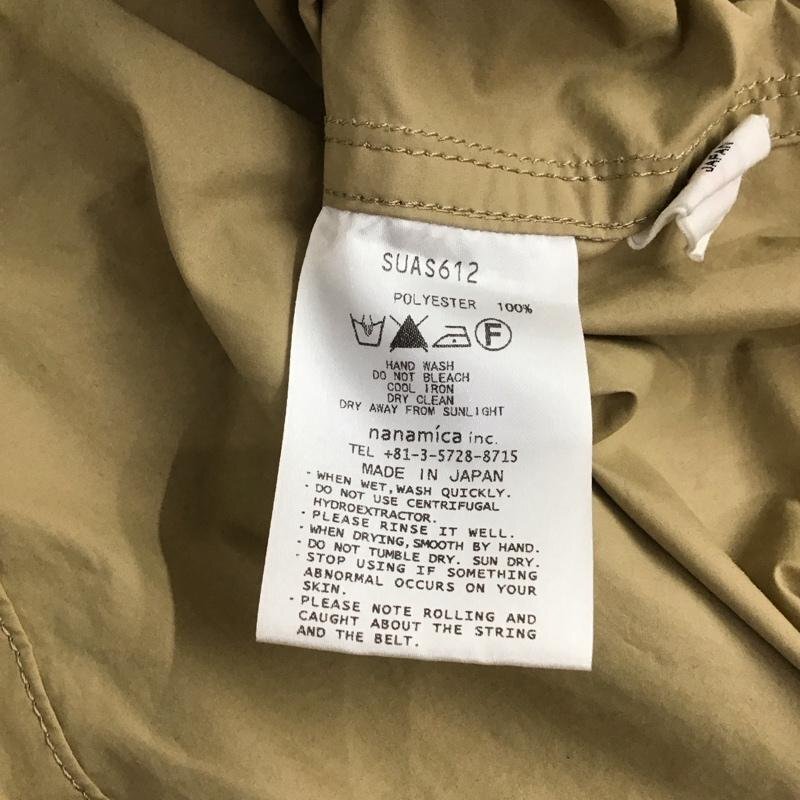 JAPAN
SUAS612
POLYESTER 100%
F
HAND WASH
DO NOT BLEACH
COOL IRON
DRY CLEAN
DRY AWAY FROM SUNLIGHT
nanamica inc.
TEL +81-3-5728-8715
MADE IN JAPAN
- WHEN WET,WASH QUICKLY.
- DO NOT USE CENTRIFUGAL
HYDROEXTRACTOR.
- PLEASE RINSE IT WELL.
- WHEN DRYING,SMOOTH BY HAND.
- DO NOT TUMBLE DRY. SUN DRY.
- STOP USING IF SOMETHING
ABNORMAL OCCURS ON YOUR
SKIN.
- PLEASE NOTE ROLLING AND
CAUGHT ABOUT THE STRING
AND THE BELT.